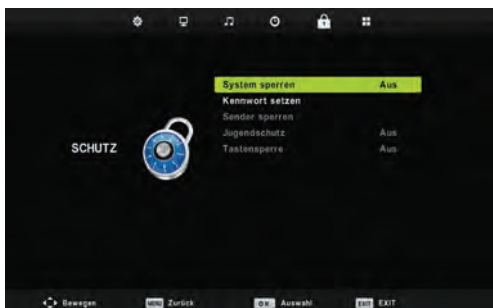 System sperren Aus
Kennwort setzen
Sender sperren
Jugendschutz Aus
Tastensperre Aus
SCHUTZ
Bewegen MENU Zurück OK Auswahl EXIT EXIT